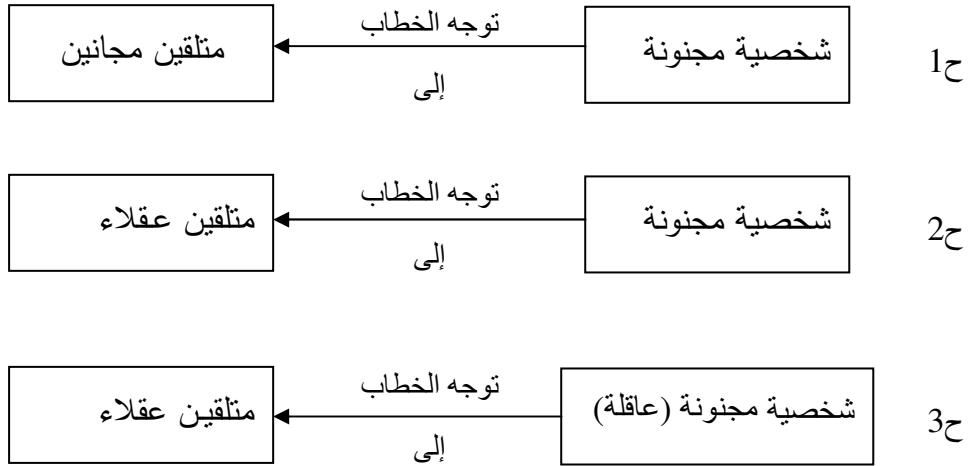 ح1
شخصية مجنونة
توجه الخطاب
إلى
متلقين مجانين
ح2
شخصية مجنونة
توجه الخطاب
إلى
متلقين عقلاء
ح3
شخصية مجنونة (عاقلة)
توجه الخطاب
إلى
متلقين عقلاء